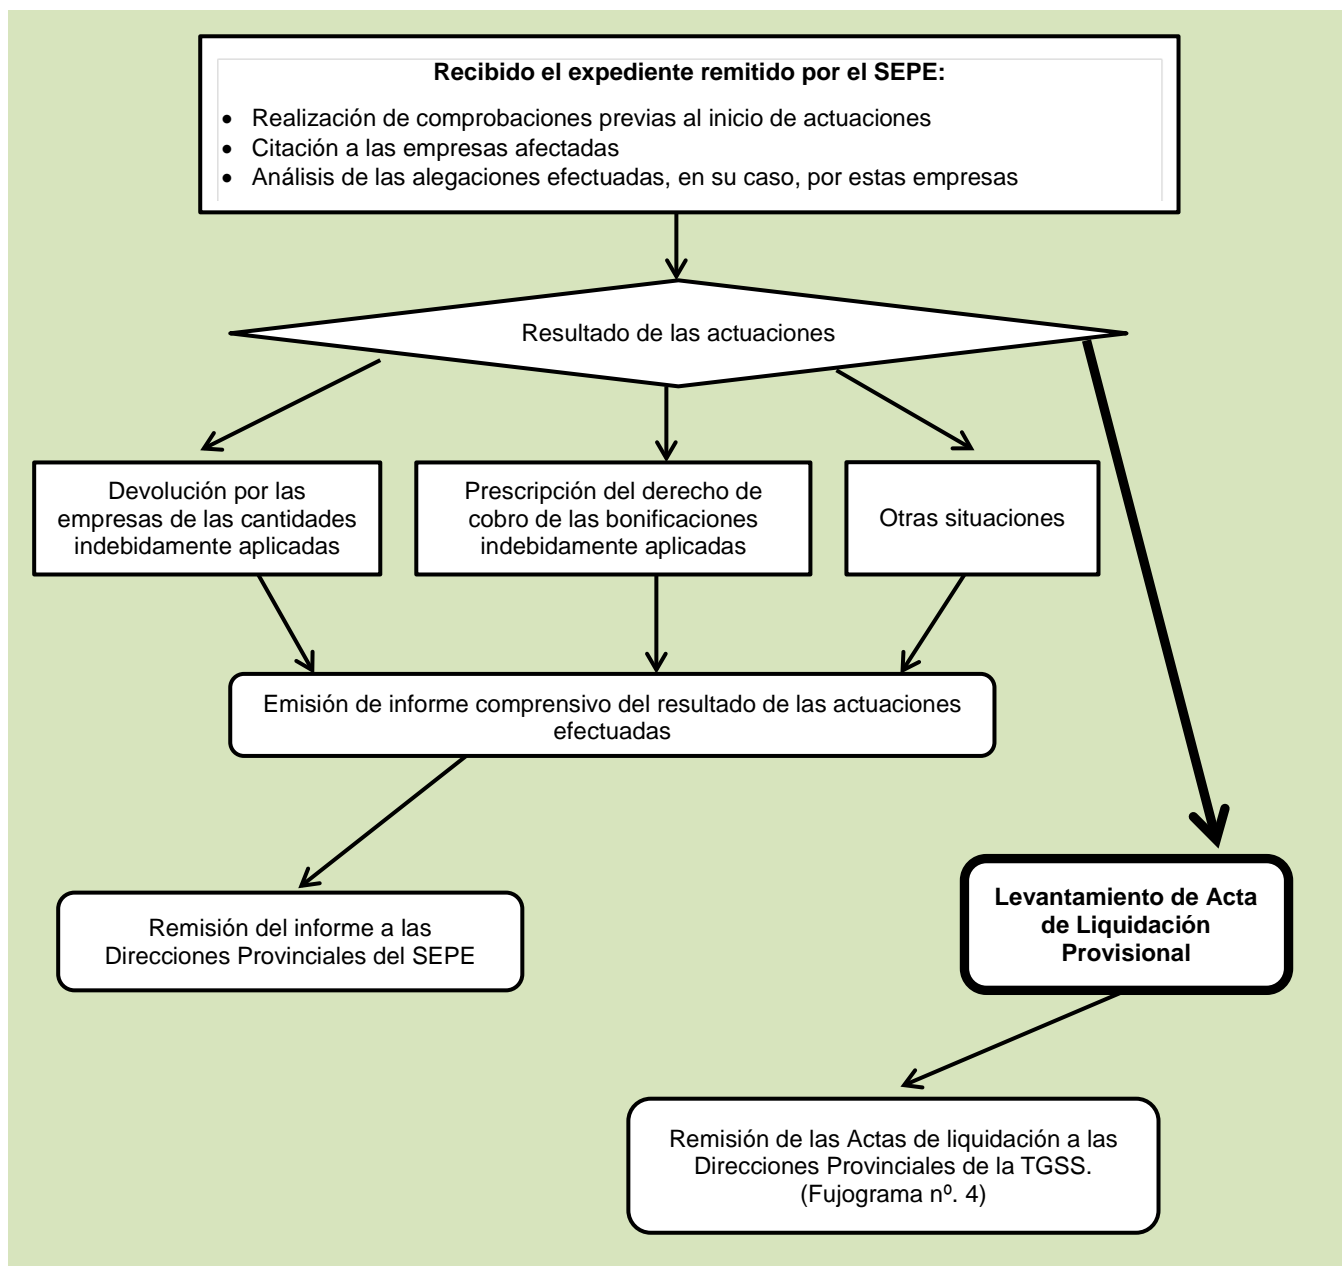 Recibido el expediente remitido por el SEPE:
• Realización de comprobaciones previas al inicio de actuaciones
• Citación a las empresas afectadas
• Análisis de las alegaciones efectuadas, en su caso, por estas empresas
Resultado de las actuaciones
Devolución por las
empresas de las cantidades
indebidamente aplicadas
Prescripción del derecho de
cobro de las bonificaciones
indebidamente aplicadas
Otras situaciones
Emisión de informe comprensivo del resultado de las actuaciones
efectuadas
Remisión del informe a las
Direcciones Provinciales del SEPE
Levantamiento de Acta
de Liquidación
Provisional
Remisión de las Actas de liquidación a las
Direcciones Provinciales de la TGSS.
(Fujograma nº. 4)